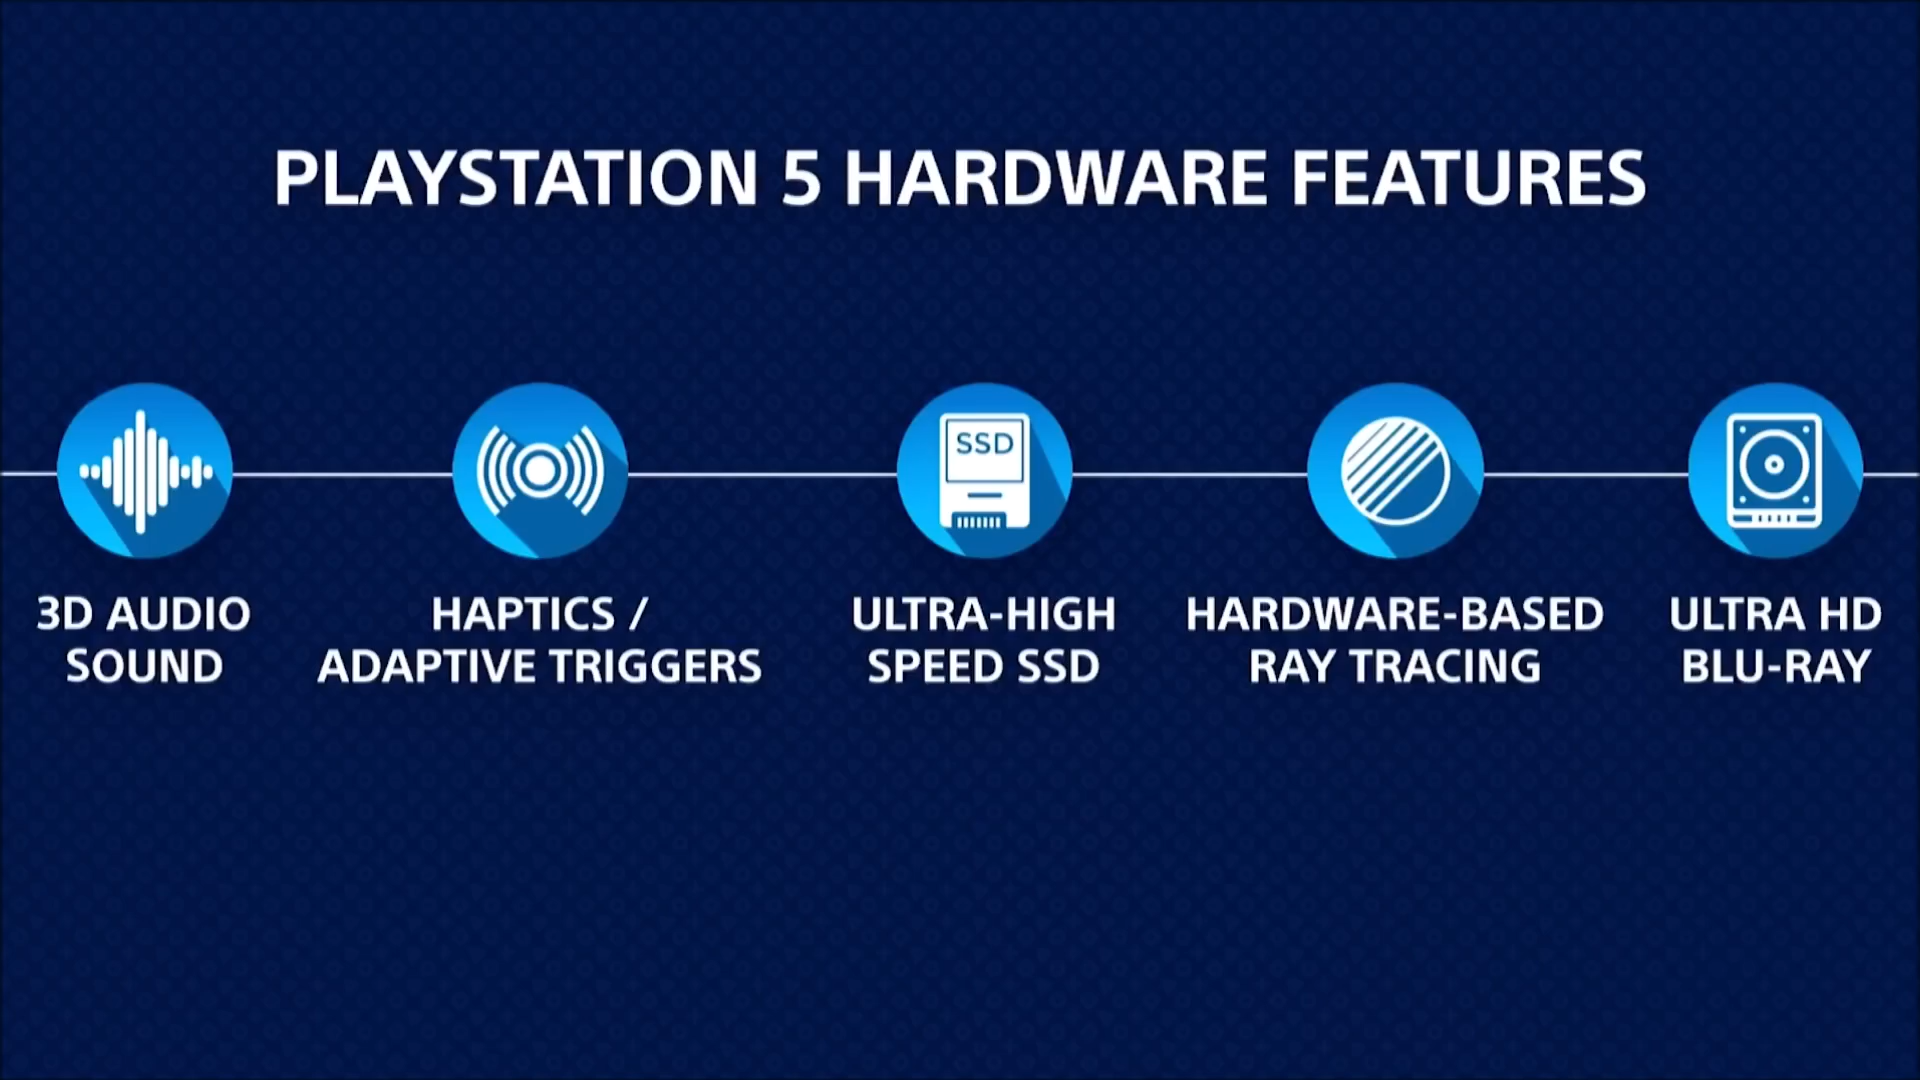 PLAYSTATION 5 HARDWARE FEATURES
SSD
3D AUDIO
SOUND
HAPTICS /
ADAPTIVE TRIGGERS
ULTRA-HIGH
SPEED SSD
HARDWARE-BASED
RAY TRACING
ULTRA HD
BLU-RAY